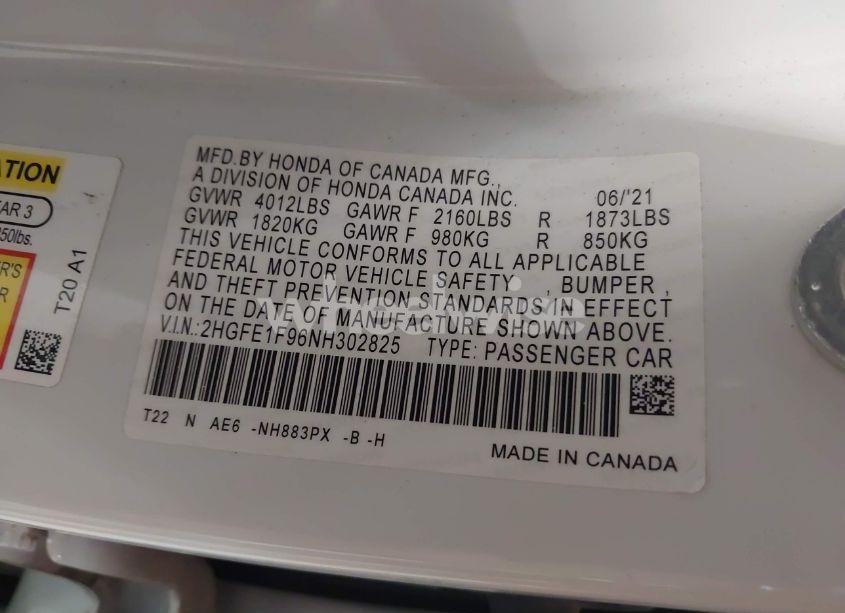 ATION
AR 3
50lbs.
R'S
R
T20 A1
MFD.BY HONDA OF CANADA MFG.,
A DIVISION OF HONDA CANADA INC. 06/'21
GVWR 4012LBS GAWR F 2160LBS R 1873LBS
GVWR 1820KG GAWR F 980KG R 850KG
THIS VEHICLE CONFORMS TO ALL APPLICABLE
FEDERAL MOTOR VEHICLE SAFETY , BUMPER ,
AND THEFT PREVENTION STANDARDS IN EFFECT
ON THE DATE OF MANUFACTURE SHOWN ABOVE.
V.I.N.:2HGFE1F96NH302825 TYPE: PASSENGER CAR
T22 N AE6 -NH883PX -B -H
MADE IN CANADA